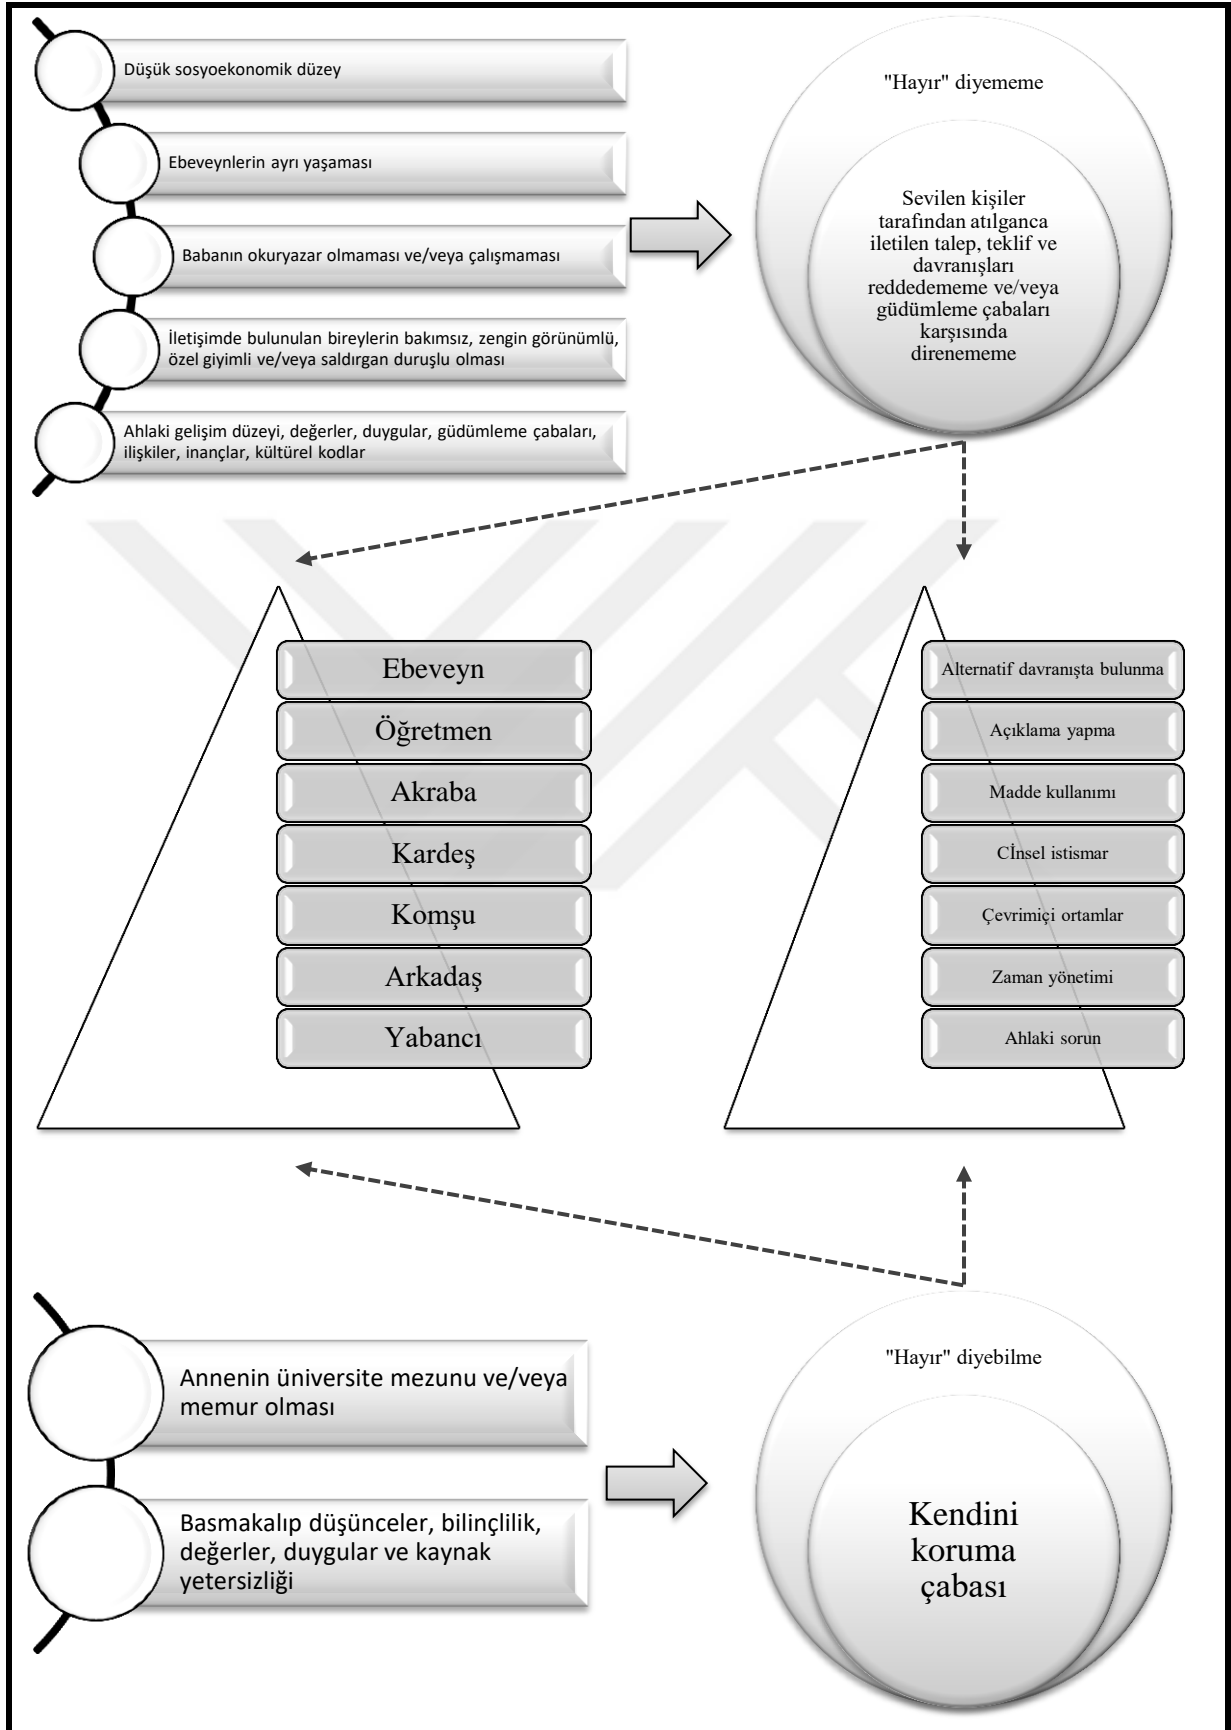 Düşük sosyoekonomik düzey
Ebeveynlerin ayrı yaşaması
Babanın okuryazar olmaması ve/veya çalışmaması
İletişimde bulunulan bireylerin bakımsız, zengin görünümlü,
özel giyimli ve/veya saldırgan duruşlu olması
Ahlaki gelişim düzeyi, değerler, duygular, güdümleme çabaları,
ilişkiler, inançlar, kültürel kodlar
"Hayır" diyememe
Sevilen kişiler
tarafından atılganca
iletilen talep, teklif ve
davranışları
reddedememe ve/veya
güdümleme çabaları
karşısında
direnememe
Ebeveyn
Öğretmen
Akraba
Kardeş
Komşu
Arkadaş
Yabancı
Alternatif davranışta bulunma
Açıklama yapma
Madde kullanımı
Cİnsel istismar
Çevrimiçi ortamlar
Zaman yönetimi
Ahlaki sorun
Annenin üniversite mezunu ve/veya
memur olması
Basmakalıp düşünceler, bilinçlilik,
değerler, duygular ve kaynak
yetersizliği
"Hayır" diyebilme
Kendini
koruma
çabası